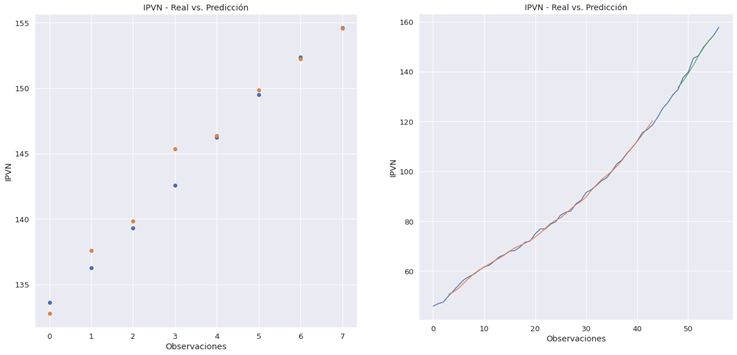 IPVN - Real vs. Predicción
155
150
145
140
135
IPVN
0 1 2 3 4 5 6 7
Observaciones
IPVN - Real vs. Predicción
160
140
120
100
80
60
IPVN
0 10 20 30 40 50
Observaciones